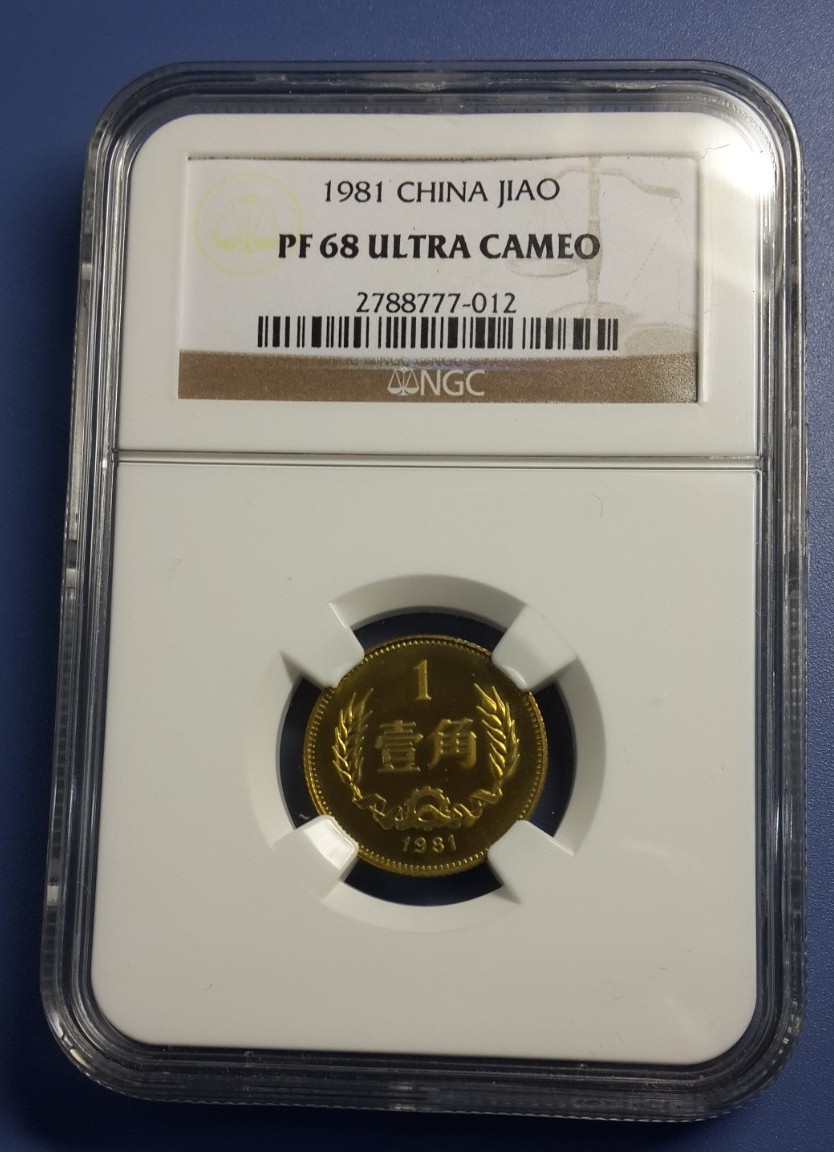 1981 CHINA JIAO
PF 68 ULTRA CAMEO
2788777-012
NGC
1
壹角
1981